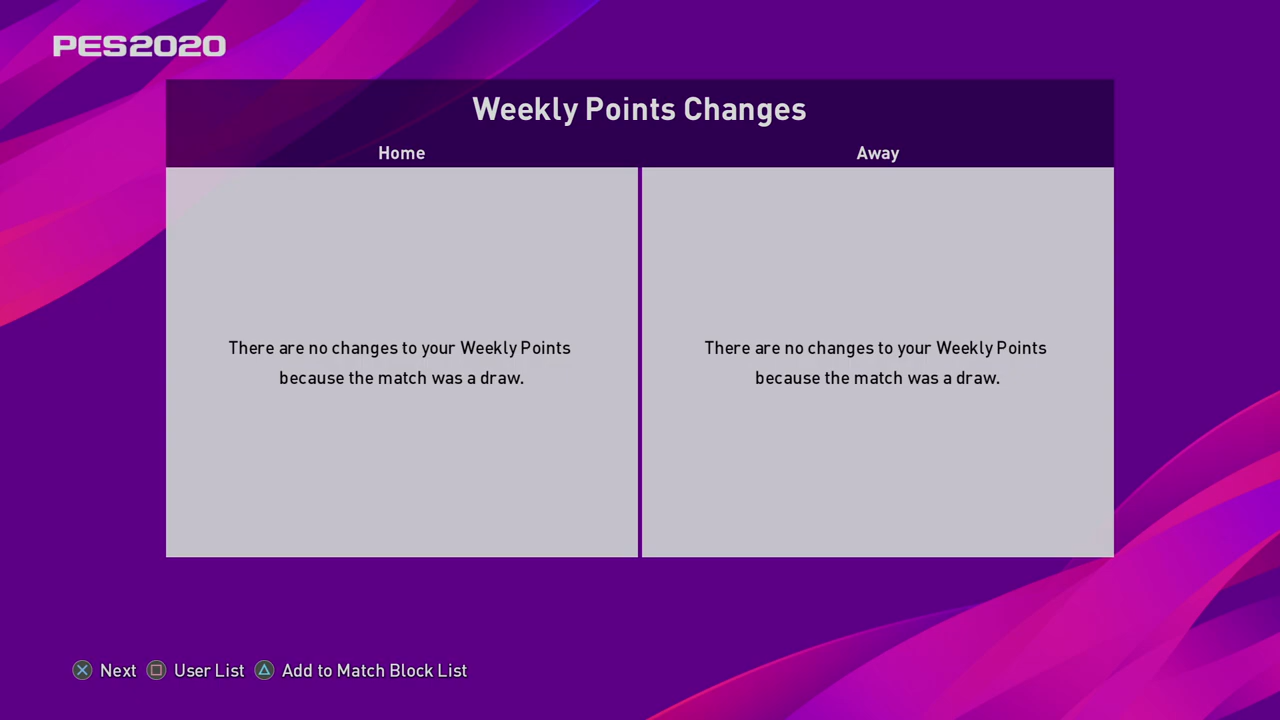 PES2020
Weekly Points Changes
Home
Away
There are no changes to your Weekly Points
because the match was a draw.
There are no changes to your Weekly Points
because the match was a draw.
Next User List Add to Match Block List